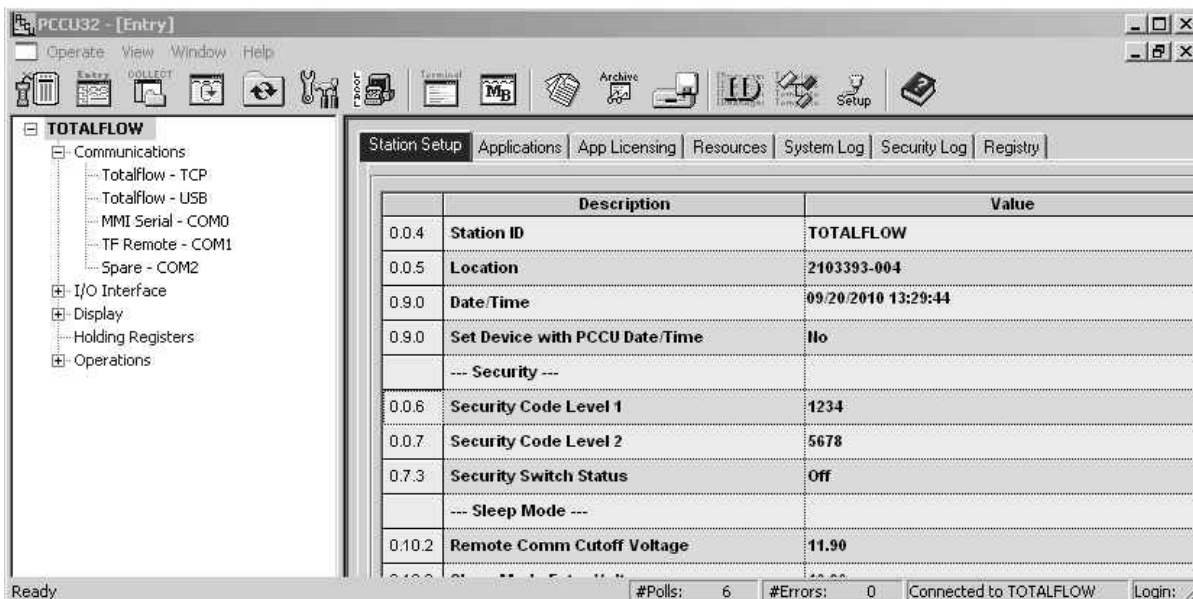 PCCU32 - [Entry]
Operate View Window Help
Entry
COLLECT
LOCAL
Terminal
MB
Archive
ID
Setup
TOTALFLOW
Communications
Totalflow - TCP
Totalflow - USB
MMI Serial - COM0
TF Remote - COM1
Spare - COM2
I/O Interface
Display
Holding Registers
Operations
Station Setup Applications App Licensing Resources System Log Security Log Registry
Description Value
0.0.4 Station ID TOTALFLOW
0.0.5 Location 2103393-004
0.9.0 Date/Time 09/20/2010 13:29:44
0.9.0 Set Device with PCCU Date/Time No
--- Security ---
0.0.6 Security Code Level 1 1234
0.0.7 Security Code Level 2 5678
0.7.3 Security Switch Status Off
--- Sleep Mode ---
0.10.2 Remote Comm Cutoff Voltage 11.90
Ready #Polls: 6 #Errors: 0 Connected to TOTALFLOW Login: